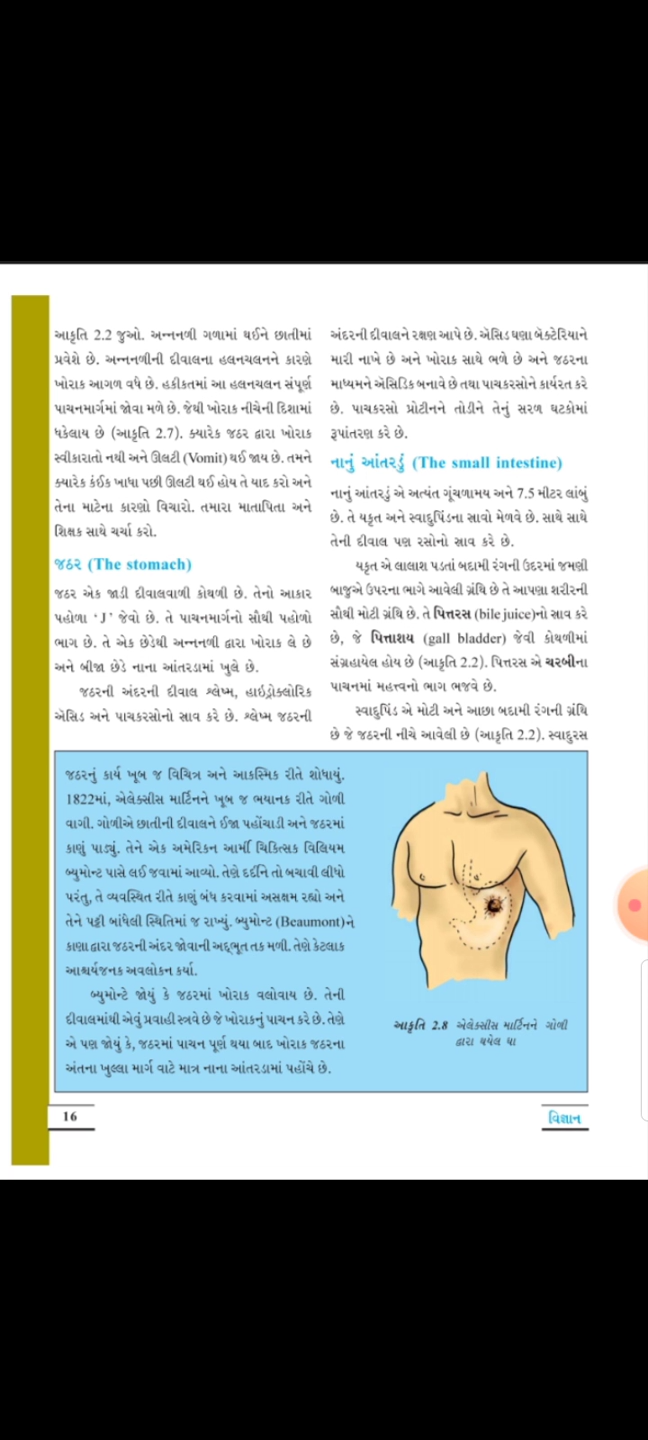 આકૃતિ 2.2 જુઓ. અન્નનળી ગળામાં થઈને છાતીમાં
પ્રવેશે છે. અન્નનળીની દીવાલના હલનચલનને કારણે
ખોરાક આગળ વધે છે. હકીકતમાં આ હલનચલન સંપૂર્ણ
પાચનમાર્ગમાં જોવા મળે છે. જેથી ખોરાક નીચેની દિશામાં
ધકેલાય છે (આકૃતિ 2.7). ક્યારેક જઠર દ્વારા ખોરાક
સ્વીકારાતો નથી અને ઊલટી (Vomit) થઈ જાય છે. તમને
ક્યારેક કંઈક ખાધા પછી ઊલટી થઈ હોય તે યાદ કરો અને
તેના માટેના કારણો વિચારો. તમારા માતાપિતા અને
શિક્ષક સાથે ચર્ચા કરો.
જઠર (The stomach)
જઠર એક જાડી દીવાલવાળી કોથળી છે. તેનો આકાર
પહોળા ‘J’ જેવો છે. તે પાચનમાર્ગનો સૌથી પહોળો
ભાગ છે. તે એક છેડેથી અન્નનળી દ્વારા ખોરાક લે છે
અને બીજા છેડે નાના આંતરડામાં ખુલે છે.
જઠરની અંદરની દીવાલ શ્લેષ્મ, હાઇડ્રોક્લોરિક
ઍસિડ અને પાચકરસોનો સ્રાવ કરે છે. શ્લેષ્મ જઠરની
અંદરની દીવાલને રક્ષણ આપે છે. ઍસિડ ઘણા બૅક્ટેરિયાને
મારી નાખે છે અને ખોરાક સાથે ભળે છે અને જઠરના
માધ્યમને ઍસિડિક બનાવે છે તથા પાચકરસોને કાર્યરત કરે
છે. પાચકરસો પ્રોટીનને તોડીને તેનું સરળ ઘટકોમાં
રૂપાંતરણ કરે છે.
નાનું આંતરડું (The small intestine)
નાનું આંતરડું એ અત્યંત ગૂંચળામય અને 7.5 મીટર લાંબું
છે. તે યકૃત અને સ્વાદુપિંડના સ્રાવો મેળવે છે. સાથે સાથે
તેની દીવાલ પણ રસોનો સ્રાવ કરે છે.
યકૃત એ લાલાશ પડતાં બદામી રંગની ઉદરમાં જમણી
બાજુએ ઉપરના ભાગે આવેલી ગ્રંથિ છે તે આપણા શરીરની
સૌથી મોટી ગ્રંથિ છે. તે પિત્તરસ (bile juice)નો સ્રાવ કરે
છે, જે પિત્તાશય (gall bladder) જેવી કોથળીમાં
સંગ્રહાયેલ હોય છે (આકૃતિ 2.2). પિત્તરસ એ ચરબીના
પાચનમાં મહત્ત્વનો ભાગ ભજવે છે.
સ્વાદુપિંડ એ મોટી અને આછા બદામી રંગની ગ્રંથિ
છે જે જઠરની નીચે આવેલી છે (આકૃતિ 2.2). સ્વાદુરસ
જઠરનું કાર્ય ખૂબ જ વિચિત્ર અને આકસ્મિક રીતે શોધાયું.
1822માં, એલેક્સીસ માર્ટિનને ખૂબ જ ભયાનક રીતે ગોળી
વાગી. ગોળીએ છાતીની દીવાલને ઈજા પહોંચાડી અને જઠરમાં
કાણું પાડ્યું. તેને એક અમેરિકન આર્મી ચિકિત્સક વિલિયમ
બ્યુમોન્ટ પાસે લઈ જવામાં આવ્યો. તેણે દર્દીને તો બચાવી લીધો
પરંતુ, તે વ્યવસ્થિત રીતે કાણું બંધ કરવામાં અસક્ષમ રહ્યો અને
તેને પટ્ટી બાંધેલી સ્થિતિમાં જ રાખ્યું. બ્યુમોન્ટ (Beaumont)ને
કાણા દ્વારા જઠરની અંદર જોવાની અદ્ભૂત તક મળી. તેણે કેટલાક
આશ્ચર્યજનક અવલોકન કર્યા.
બ્યુમોન્ટે જોયું કે જઠરમાં ખોરાક વલોવાય છે. તેની
દીવાલમાંથી એવું પ્રવાહી સ્ત્રવે છે જે ખોરાકનું પાચન કરે છે. તેણે
એ પણ જોયું કે, જઠરમાં પાચન પૂર્ણ થયા બાદ ખોરાક જઠરના
અંતના ખુલ્લા માર્ગ વાટે માત્ર નાના આંતરડામાં પહોંચે છે.
આકૃતિ 2.8 એલેક્સીસ માર્ટિનને ગોળી
દ્વારા થયેલ ઘા
16
વિજ્ઞાન